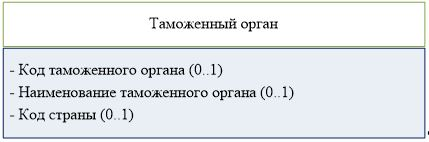 Таможенный орган
- Код таможенного органа (0..1)
- Наименование таможенного органа (0..1)
- Код страны (0..1)